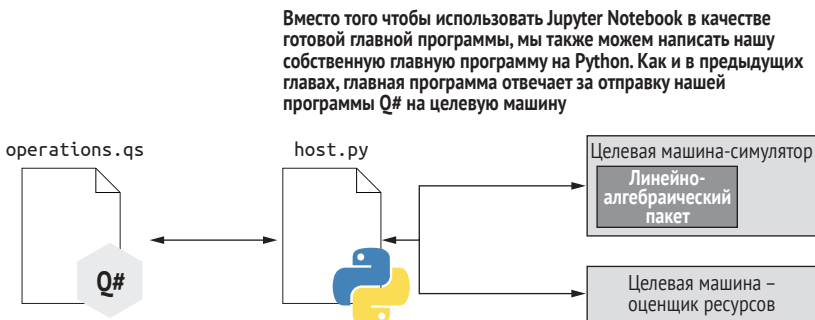 Вместо того чтобы использовать Jupyter Notebook в качестве
готовой главной программы, мы также можем написать нашу
собственную главную программу на Python. Как и в предыдущих
главах, главная программа отвечает за отправку нашей
программы Q# на целевую машину
operations.qs
host.py
Целевая машина-симулятор
Линейно-
алгебраический
пакет
Q#
Целевая машина –
оценщик ресурсов